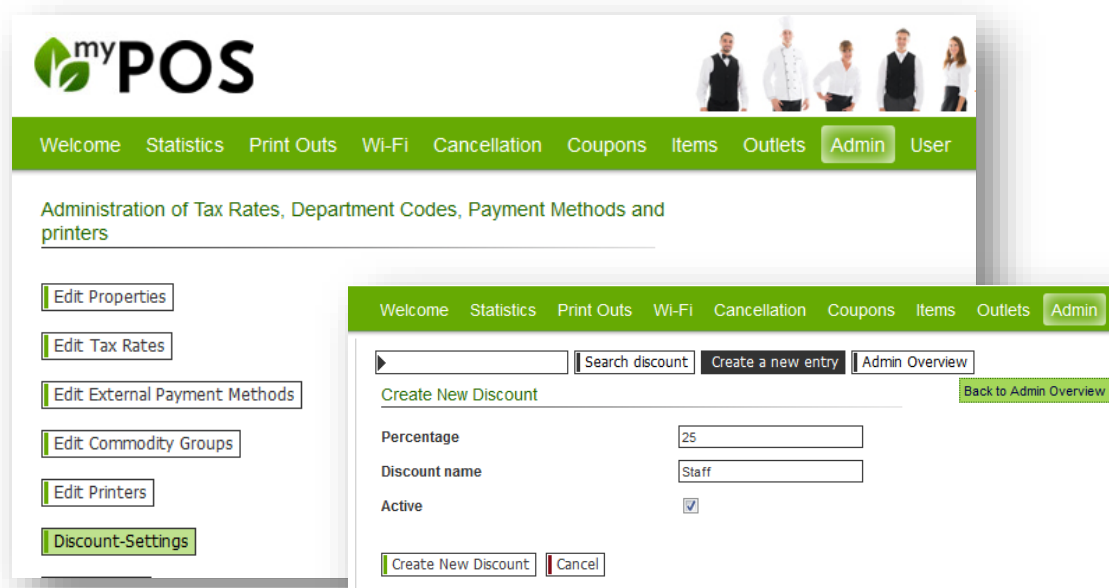 myPOS
Welcome Statistics Print Outs Wi-Fi Cancellation Coupons Items Outlets Admin User
Administration of Tax Rates, Department Codes, Payment Methods and
printers
Edit Properties
Edit Tax Rates
Edit External Payment Methods
Edit Commodity Groups
Edit Printers
Discount-Settings
Welcome Statistics Print Outs Wi-Fi Cancellation Coupons Items Outlets Admin
Search discount Create a new entry Admin Overview
Back to Admin Overview
Create New Discount
Percentage 25
Discount name Staff
Active
Create New Discount Cancel